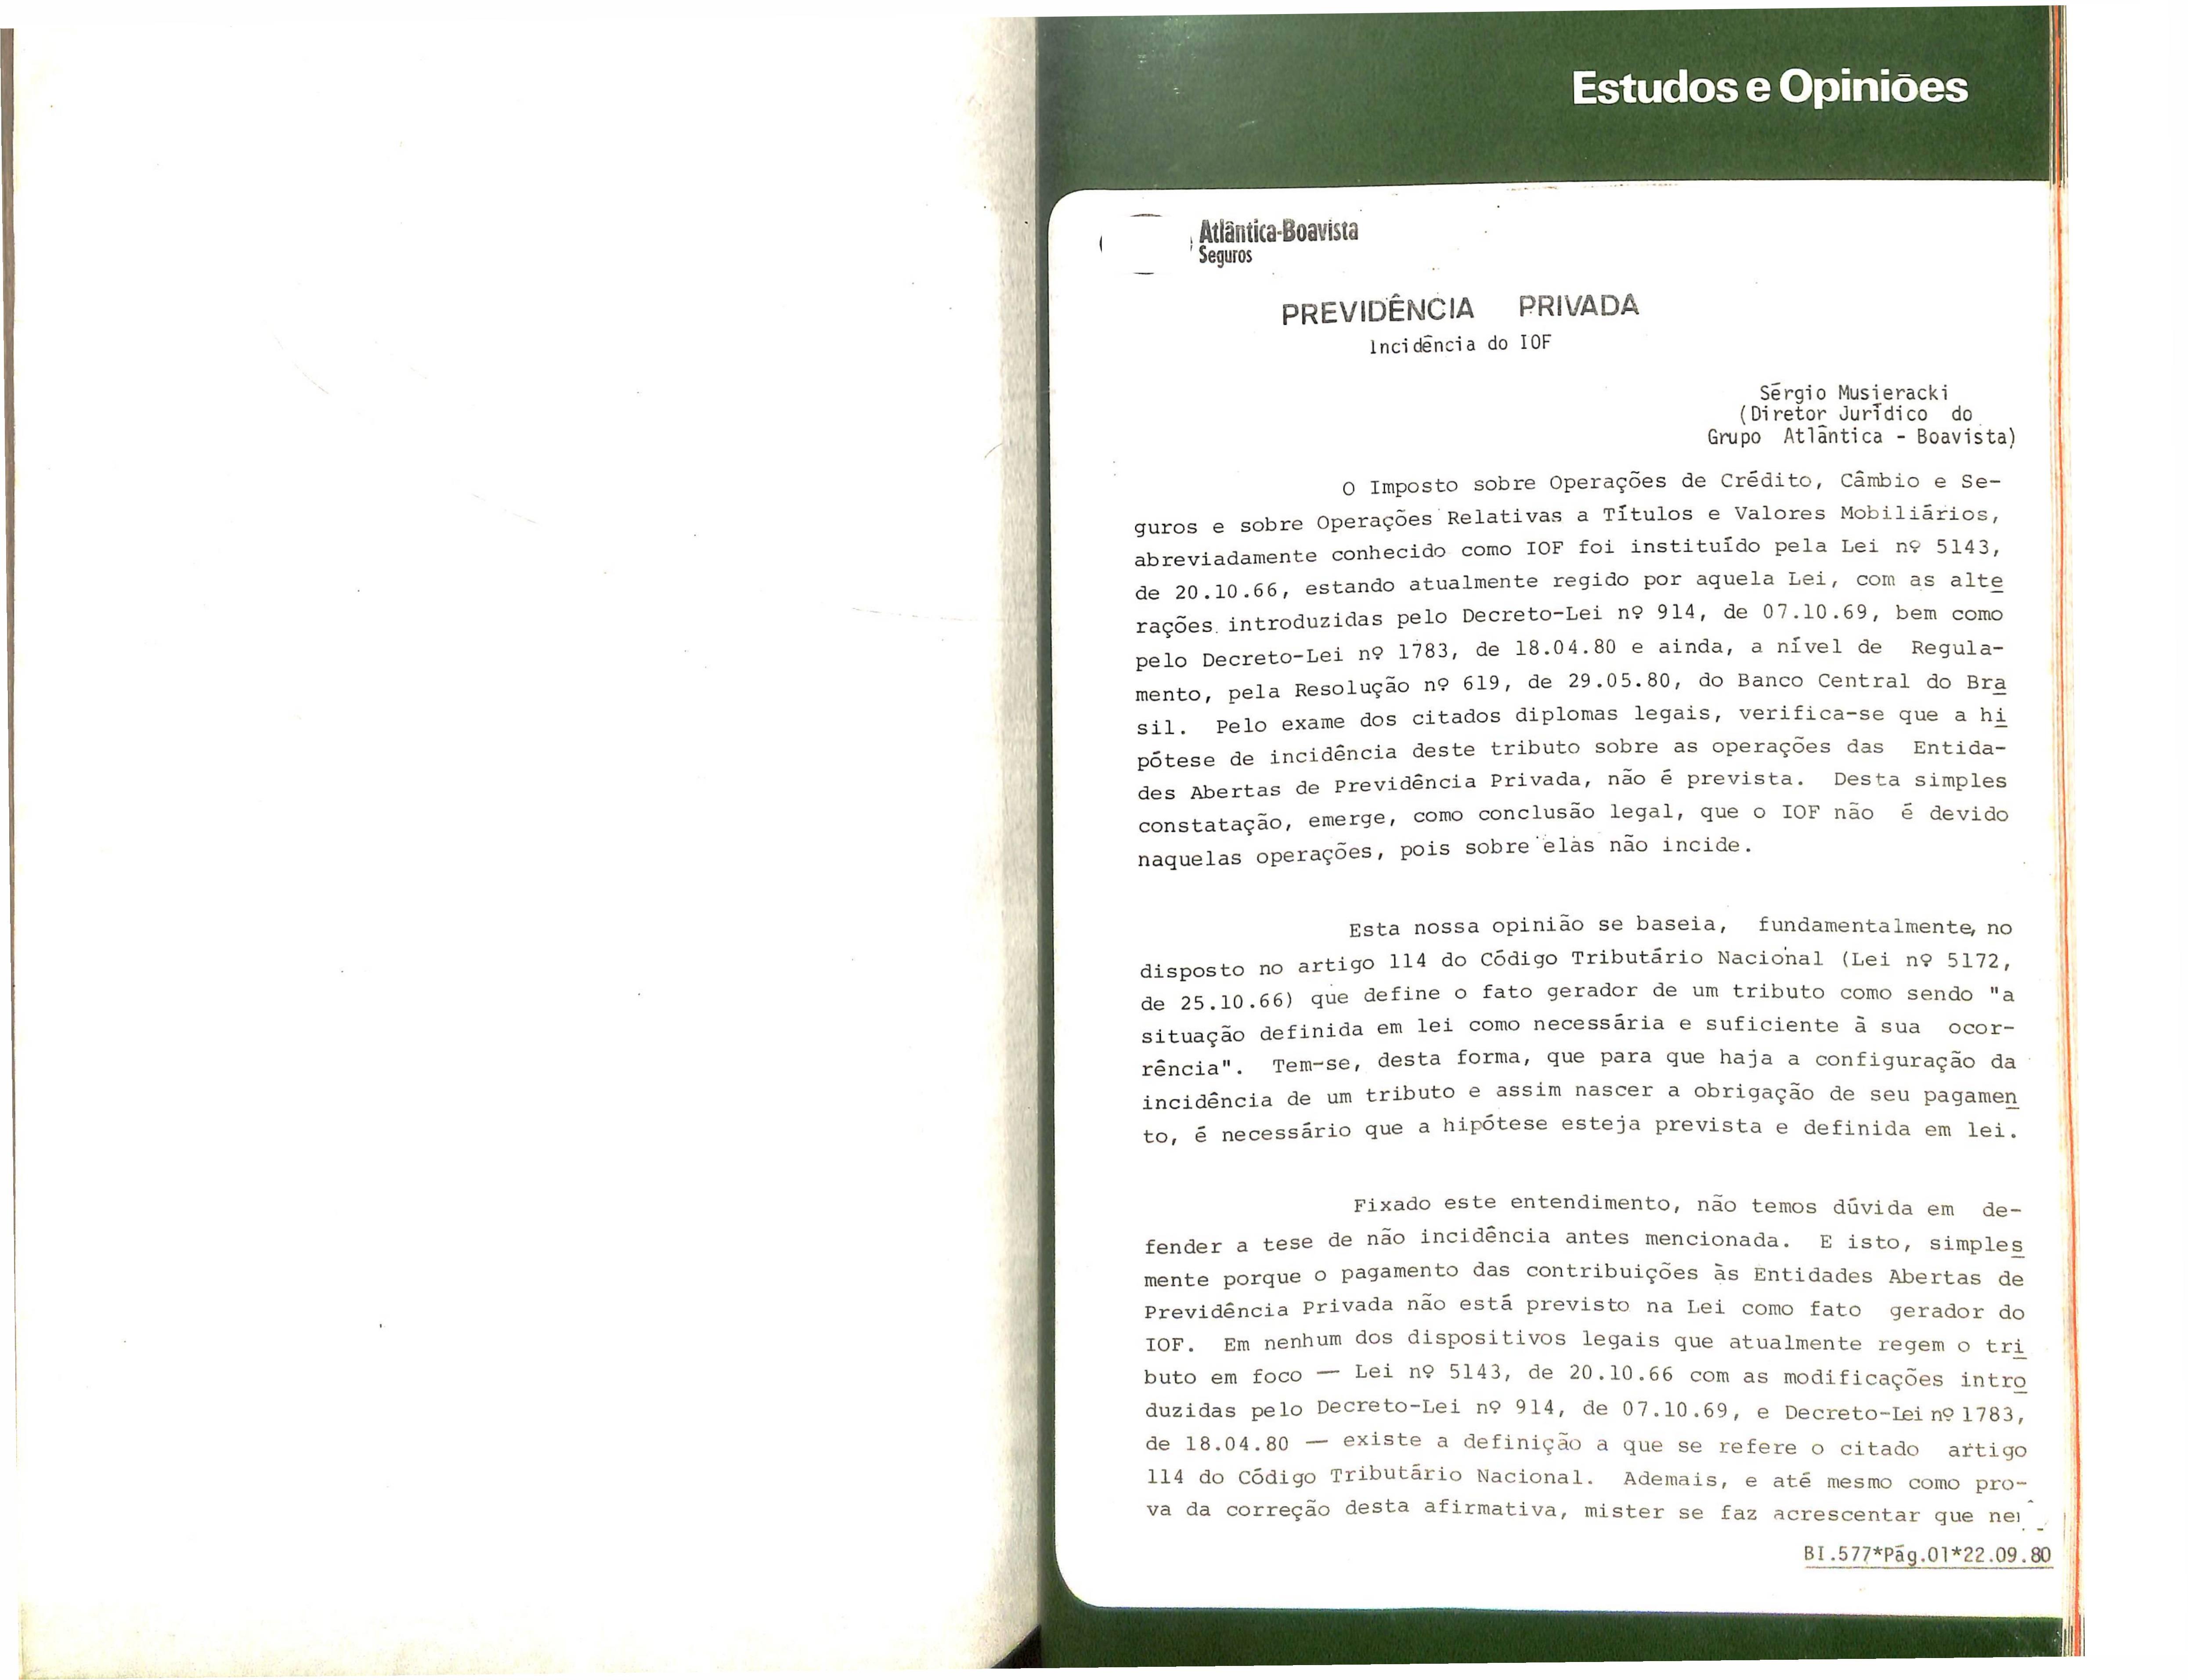 Estudos e Opiniões
Atlântica-Boavista
Seguros
PREVIDÊNCIA PRIVADA
Incidência do IOF
Sérgio Musieracki
(Diretor Jurídico do
Grupo Atlântica - Boavista)
O Imposto sobre Operações de Crédito, Câmbio e Se-
guros e sobre Operações Relativas a Títulos e Valores Mobiliários,
abreviadamente conhecido como IOF foi instituído pela Lei nº 5143,
de 20.10.66, estando atualmente regido por aquela Lei, com as alte
rações introduzidas pelo Decreto-Lei nº 914, de 07.10.69, bem como
pelo Decreto-Lei nº 1783, de 18.04.80 e ainda, a nível de Regula-
mento, pela Resolução nº 619, de 29.05.80, do Banco Central do Bra
sil. Pelo exame dos citados diplomas legais, verifica-se que a hi
pótese de incidência deste tributo sobre as operações das Entida-
des Abertas de Previdência Privada, não é prevista. Desta simples
constatação, emerge, como conclusão legal, que o IOF não é devido
naquelas operações, pois sobre elas não incide.
Esta nossa opinião se baseia, fundamentalmente, no
disposto no artigo 114 do Código Tributário Nacional (Lei nº 5172,
de 25.10.66) que define o fato gerador de um tributo como sendo "a
situação definida em lei como necessária e suficiente à sua ocor-
rência". Tem-se, desta forma, que para que haja a configuração da
incidência de um tributo e assim nascer a obrigação de seu pagamen
to, é necessário que a hipótese esteja prevista e definida em lei.
Fixado este entendimento, não temos dúvida em de-
fender a tese de não incidência antes mencionada. E isto, simples
mente porque o pagamento das contribuições às Entidades Abertas de
Previdência Privada não está previsto na Lei como fato gerador do
IOF. Em nenhum dos dispositivos legais que atualmente regem o tri
buto em foco — Lei nº 5143, de 20.10.66 com as modificações intro
duzidas pelo Decreto-Lei nº 914, de 07.10.69, e Decreto-Lei nº 1783,
de 18.04.80 — existe a definição a que se refere o citado artigo
114 do Código Tributário Nacional. Ademais, e até mesmo como pro-
va da correção desta afirmativa, mister se faz acrescentar que
BI.577*Pág.01*22.09.80